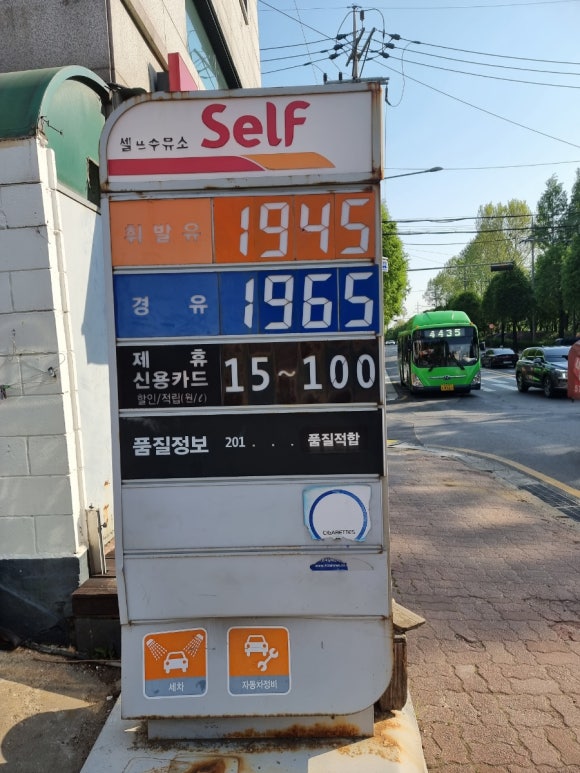 Self
셀프주유소
휘발유 1945
경유 1965
제휴
신용카드
할인/적립(원/ℓ)
15~100
품질정보 201. . . 품질적합
CIGARETTES
세차
자동차정비
4435